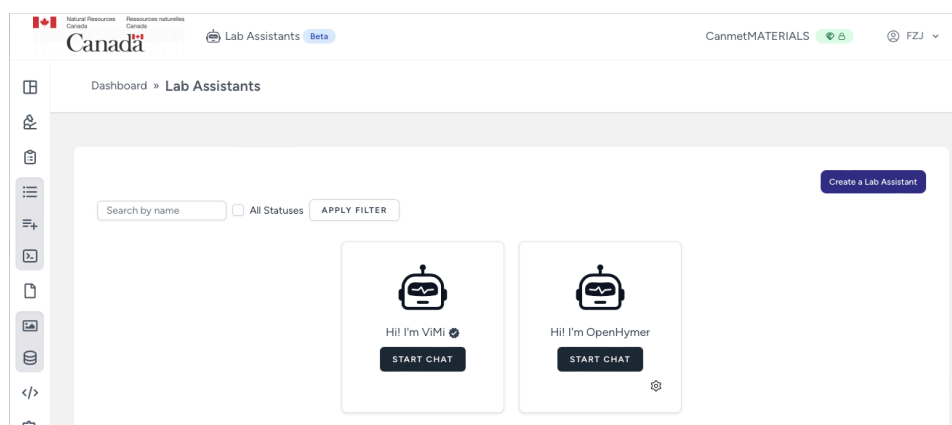 Natural Resources Canada
Ressources naturelles Canada
Canada
Lab Assistants Beta
CanmetMATERIALS
FZJ
Dashboard » Lab Assistants
Create a Lab Assistant
Search by name
All Statuses
APPLY FILTER
Hi! I'm ViMi
START CHAT
Hi! I'm OpenHymer
START CHAT